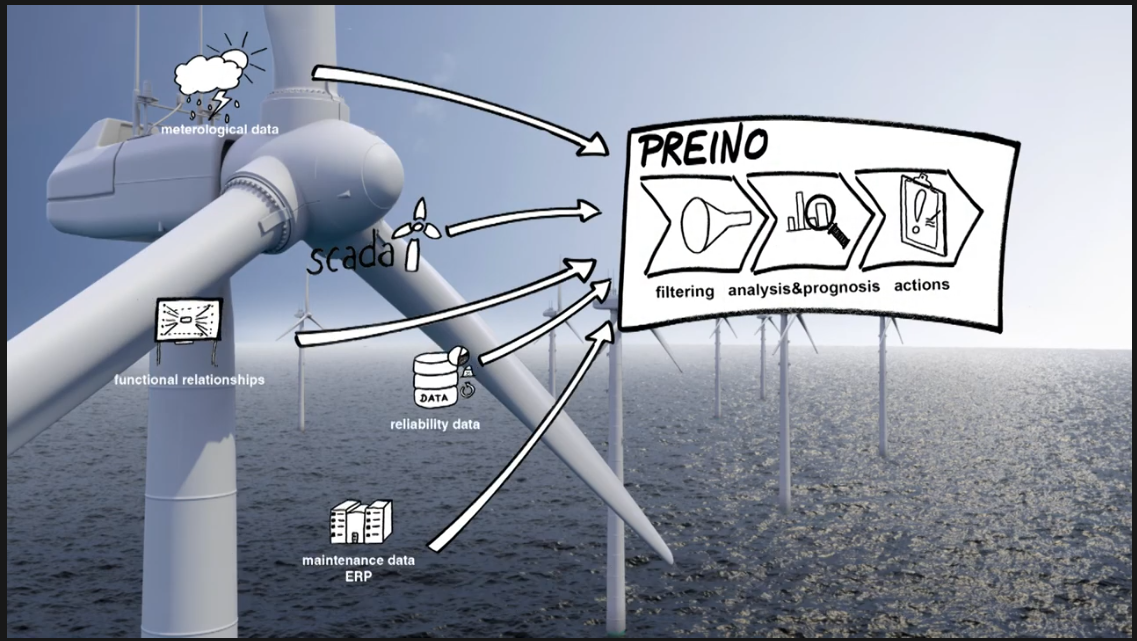 meterological data
PREINO
scada
filtering analysis&prognosis actions
functional relationships
DATA
reliability data
maintenance data
ERP